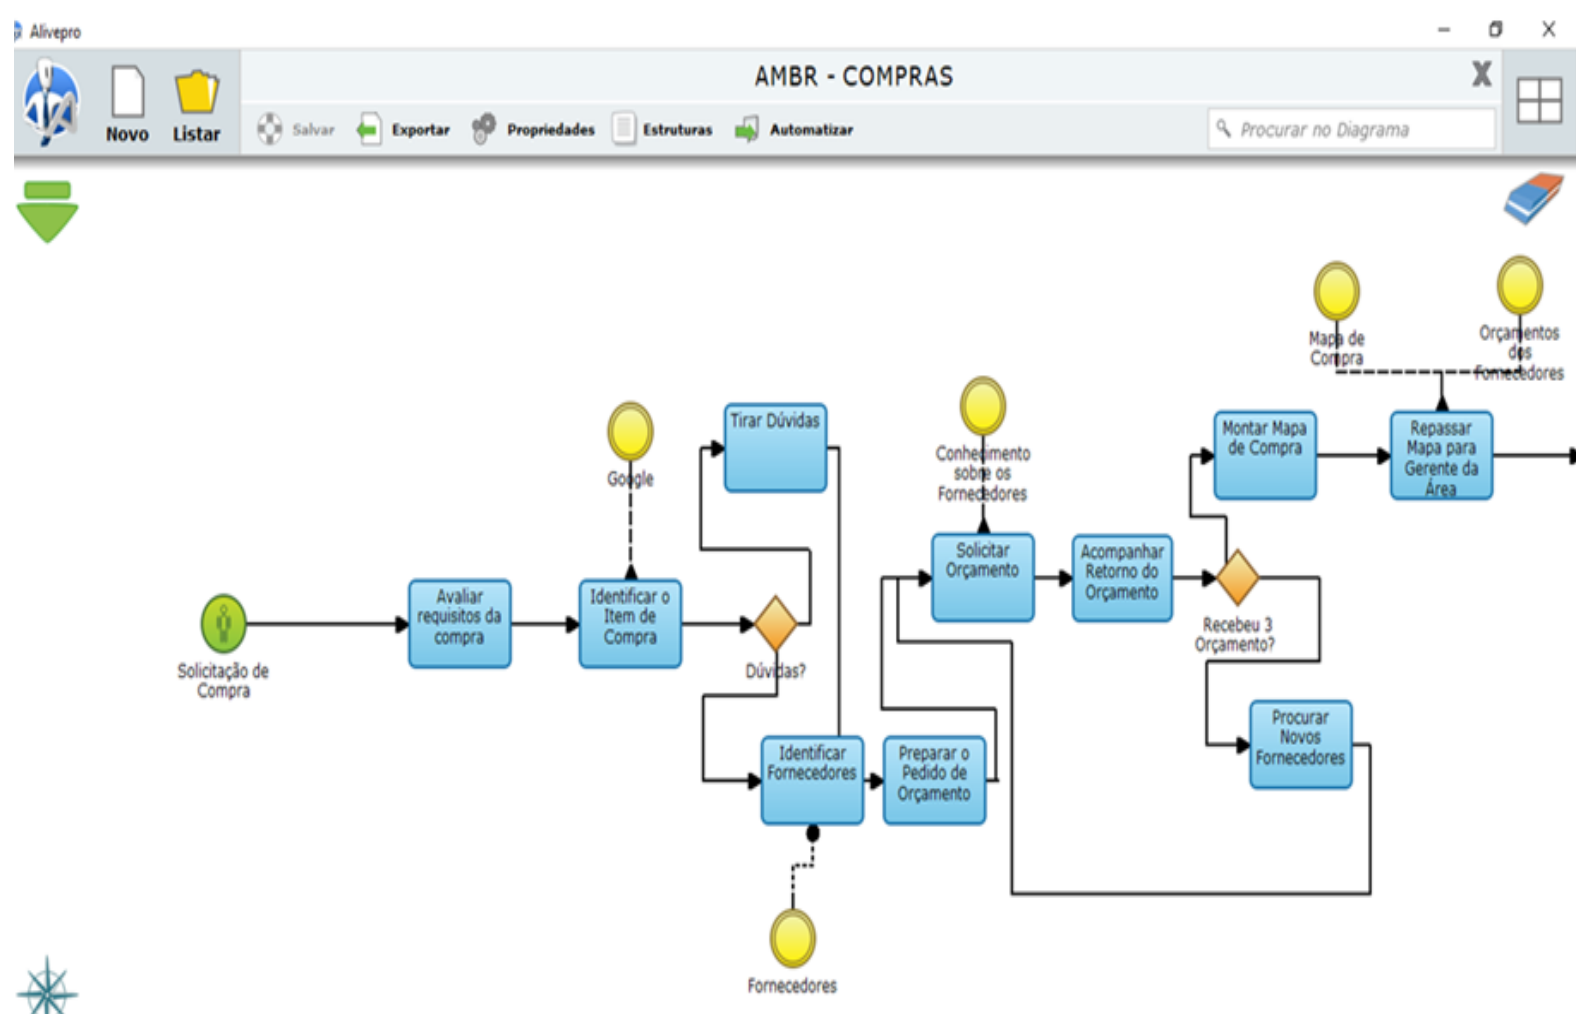 Alivepro
AMBR - COMPRAS
X
Novo
Listar
Salvar
Exportar
Propriedades
Estruturas
Automatizar
Procurar no Diagrama
Solicitação de
Compra
Avaliar
requisitos da
compra
Google
Identificar o
Item de
Compra
Dúvidas?
Tirar Dúvidas
Identificar
Fornecedores
Fornecedores
Preparar o
Pedido de
Orçamento
Conhecimento
sobre os
Fornecedores
Solicitar
Orçamento
Acompanhar
Retorno do
Orçamento
Recebeu 3
Orçamento?
Procurar
Novos
Fornecedores
Montar Mapa
de Compra
Mapa de
Compra
Orçamentos
dos
Fornecedores
Repassar
Mapa para
Gerente da
Área